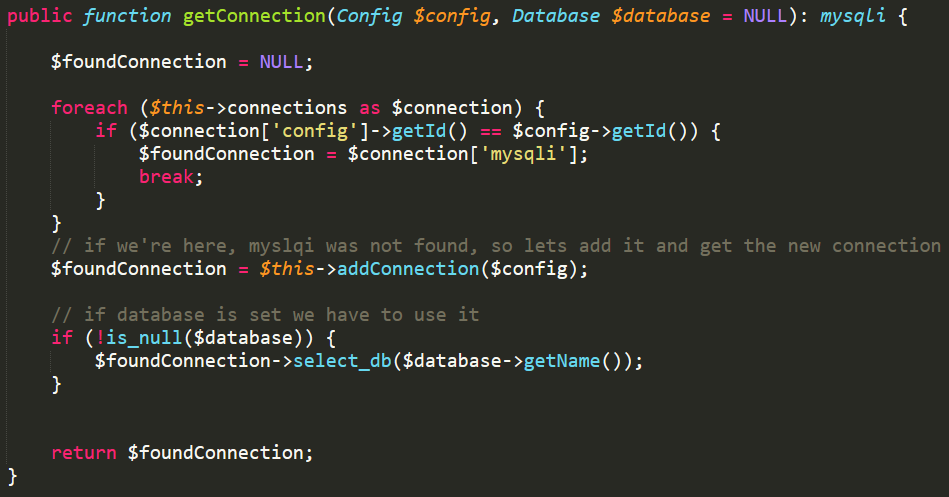 public function getConnection(Config $config, Database $database = NULL): mysqli {
$foundConnection = NULL;
foreach ($this->connections as $connection) {
if ($connection['config']->getId() == $config->getId()) {
$foundConnection = $connection['mysqli'];
break;
}
}
// if we're here, myslqi was not found, so lets add it and get the new connection
$foundConnection = $this->addConnection($config);
// if database is set we have to use it
if (!is_null($database)) {
$foundConnection->select_db($database->getName());
}
return $foundConnection;
}